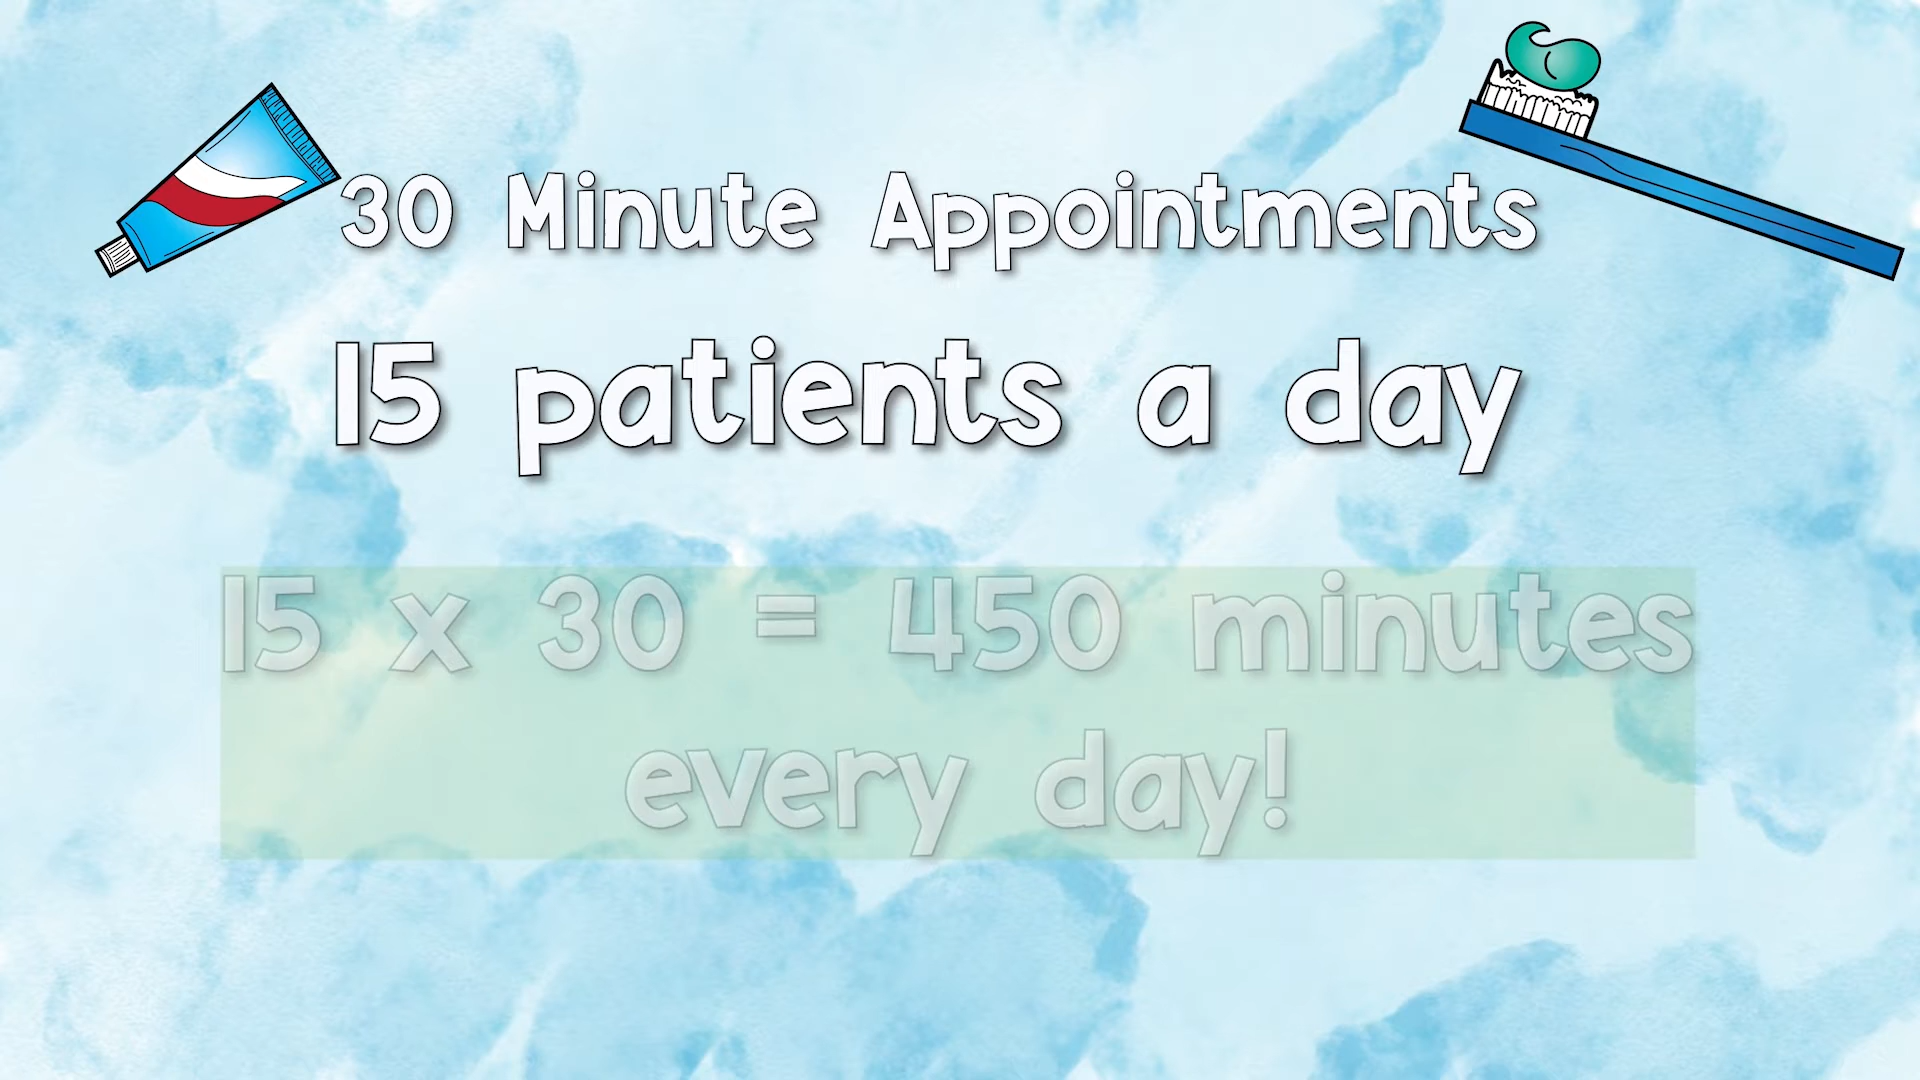 30 Minute Appointments
15 patients a day
15 x 30 = 450 minutes
every day!